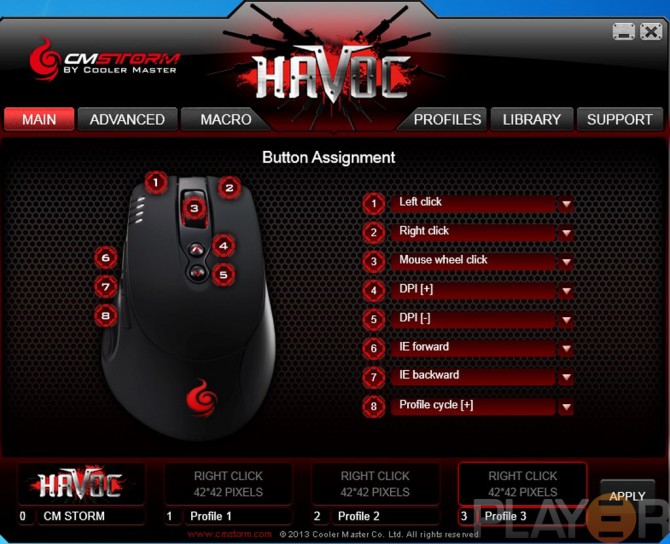 CMSTORM
BY COOLER MASTER
HAVOC
MAIN
ADVANCED
MACRO
PROFILES
LIBRARY
SUPPORT
Button Assignment
1
2
3
4
5
6
7
8
1 Left click
2 Right click
3 Mouse wheel click
4 DPI [+]
5 DPI [-]
6 IE forward
7 IE backward
8 Profile cycle [+]
HAVOC
RIGHT CLICK
42*42 PIXELS
RIGHT CLICK
42*42 PIXELS
RIGHT CLICK
42*42 PIXELS
APPLY
0 CM STORM
1 Profile 1
2 Profile 2
3 Profile 3
www.cmstorm.com © 2013 Cooler Master Co. Ltd. All rights reserved
PLAY3R